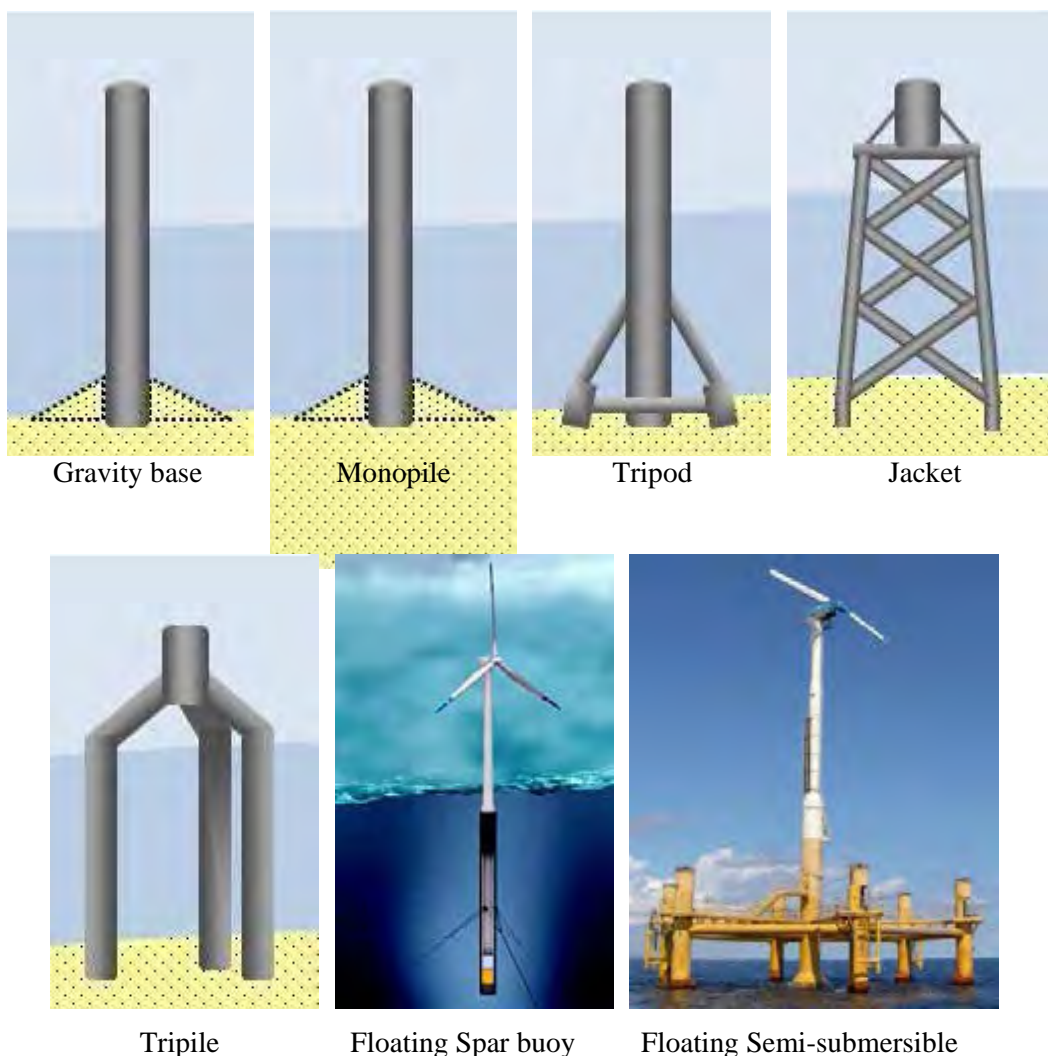 Gravity base
Monopile
Tripod
Jacket
Tripile
Floating Spar buoy
Floating Semi-submersible